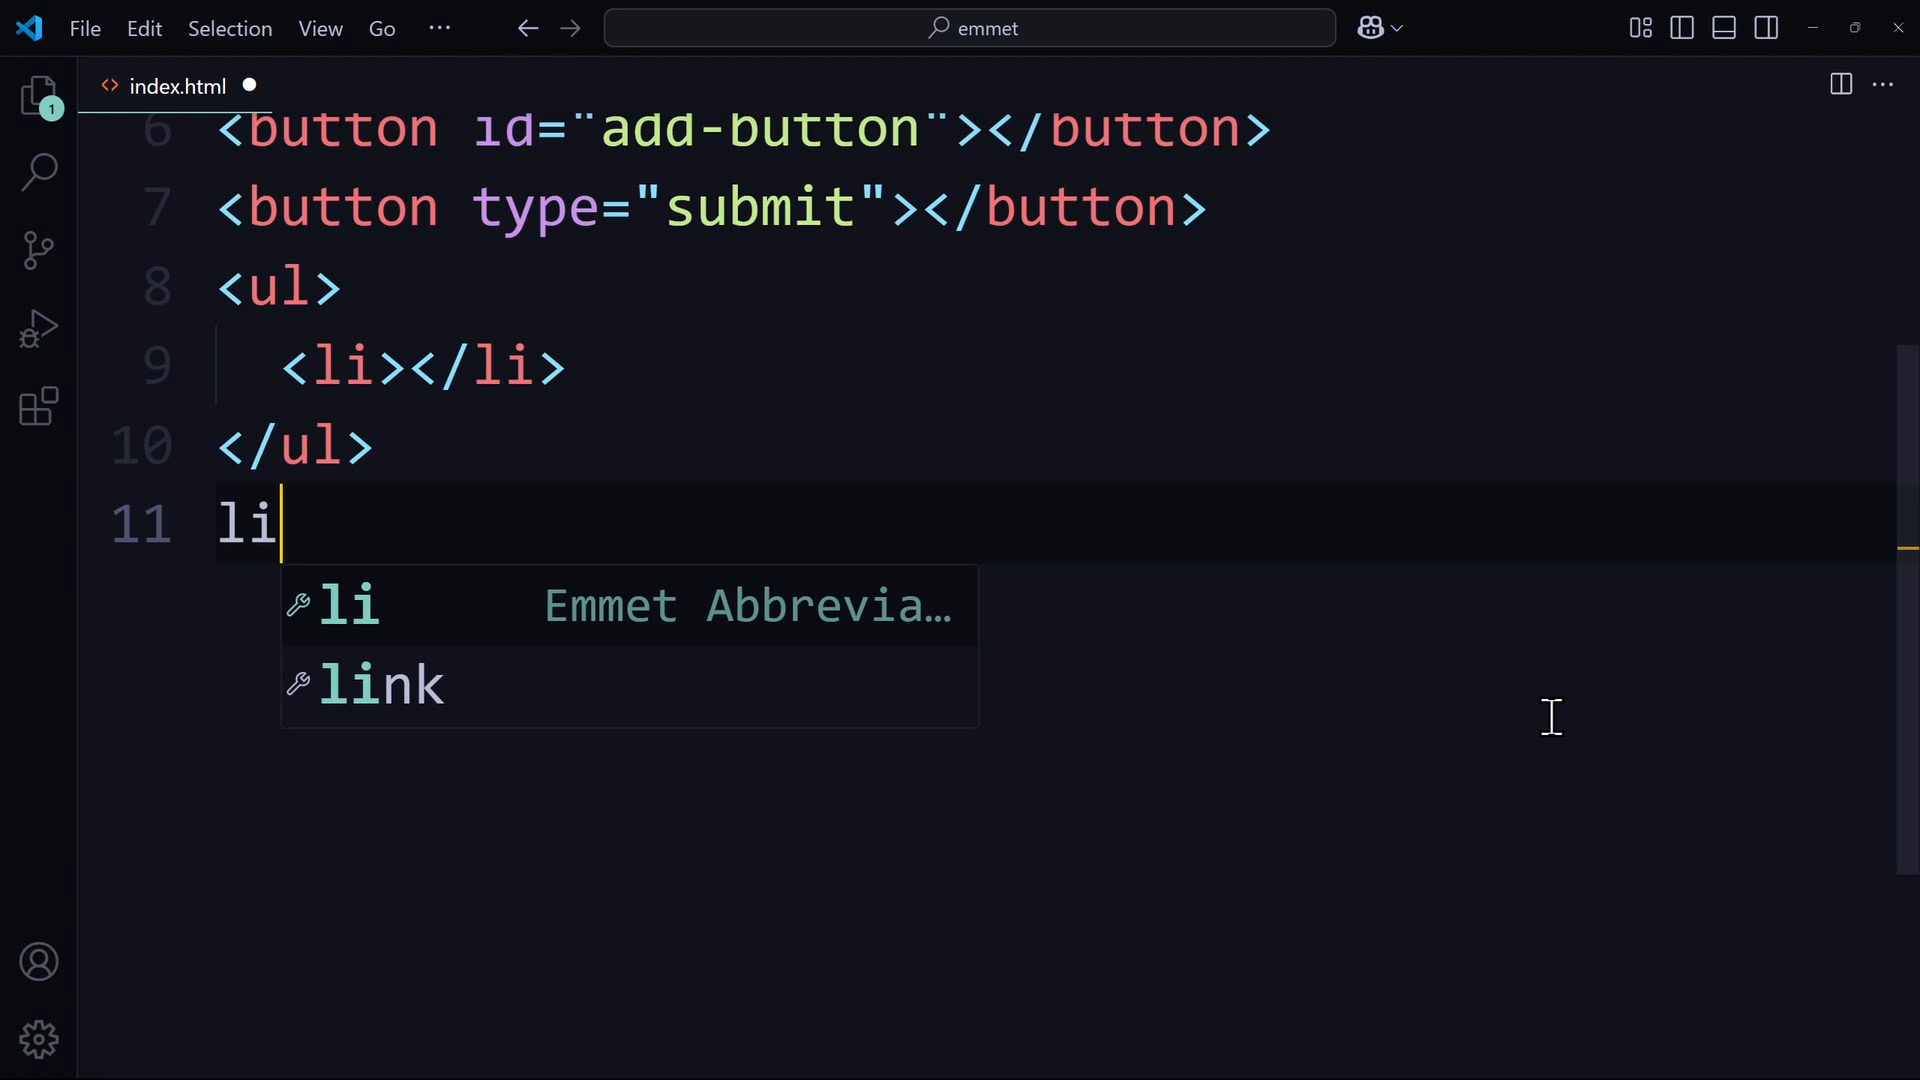 File Edit Selection View Go ··· emmet
1
<> index.html
6 <button id="add-button"></button>
7 <button type="submit"></button>
8 <ul>
9 <li></li>
10 </ul>
11 li
li Emmet Abbrevia…
link